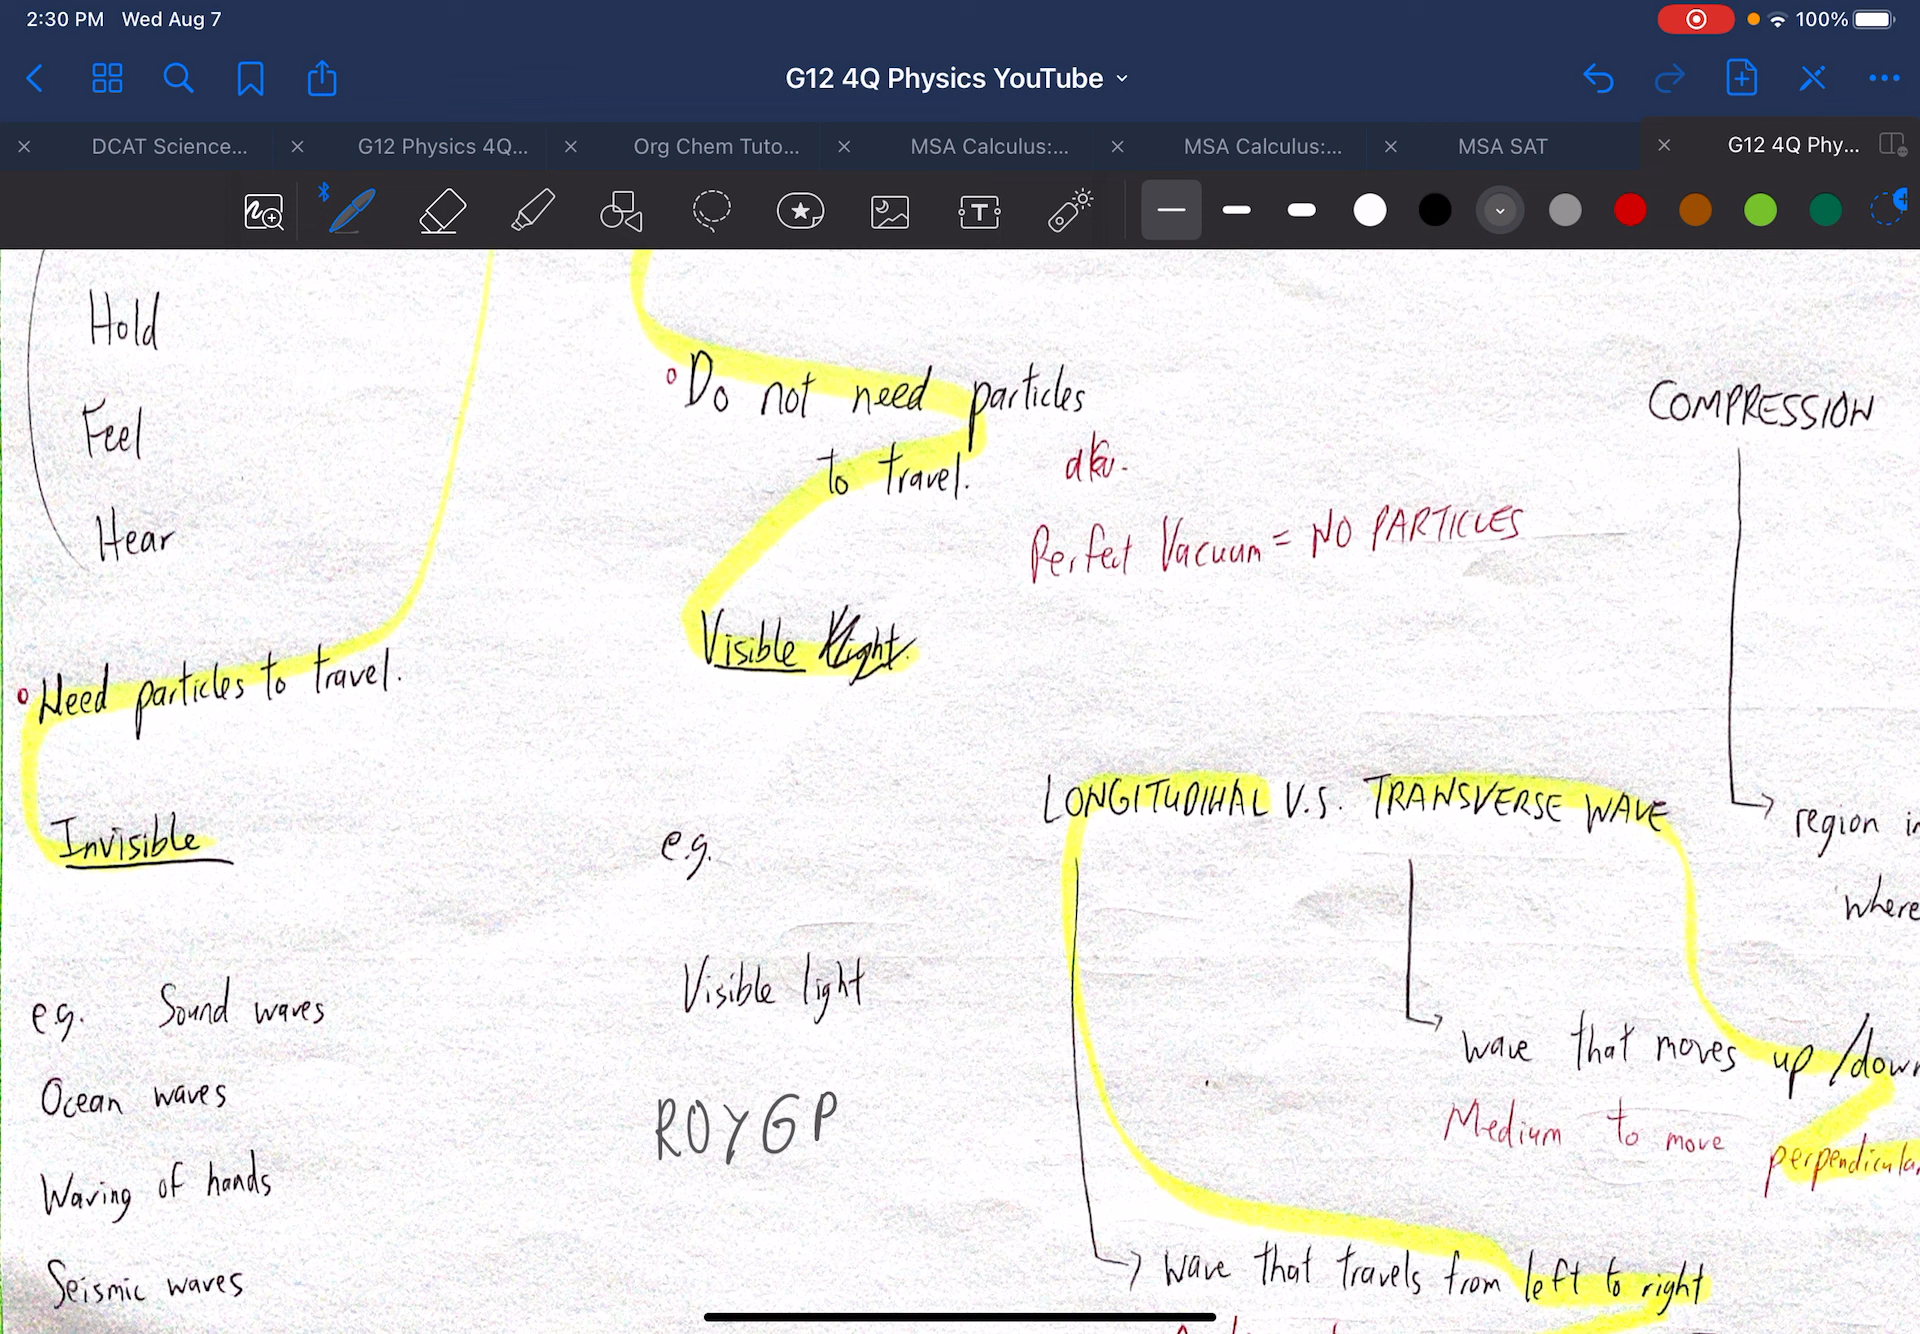 2:30 PM Wed Aug 7
100%
G12 4Q Physics YouTube
DCAT Science...
G12 Physics 4Q...
Org Chem Tuto...
MSA Calculus:...
MSA Calculus:...
MSA SAT
G12 4Q Phy...
Hold
Feel
Hear
Need particles to travel.
Invisible
e.g. Sound waves
Ocean waves
Waving of hands
Seismic waves
Do not need particles
to travel.
aka.
Perfect Vacuum = NO PARTICLES
Visible light.
e.g.
Visible light
ROYGP
COMPRESSION
region in
where
LONGITUDINAL V.S. TRANSVERSE WAVE
wave that moves up/down
Medium to move perpendicular
wave that travels from left to right